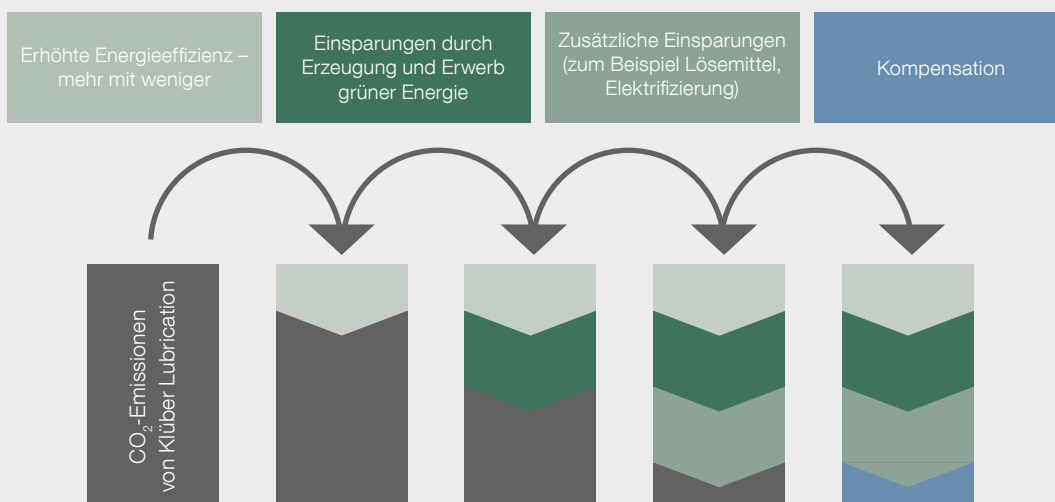 Erhöhte Energieeffizienz –
mehr mit weniger
Einsparungen durch
Erzeugung und Erwerb
grüner Energie
Zusätzliche Einsparungen
(zum Beispiel Lösemittel,
Elektrifizierung)
Kompensation
CO₂-Emissionen
von Klüber Lubrication